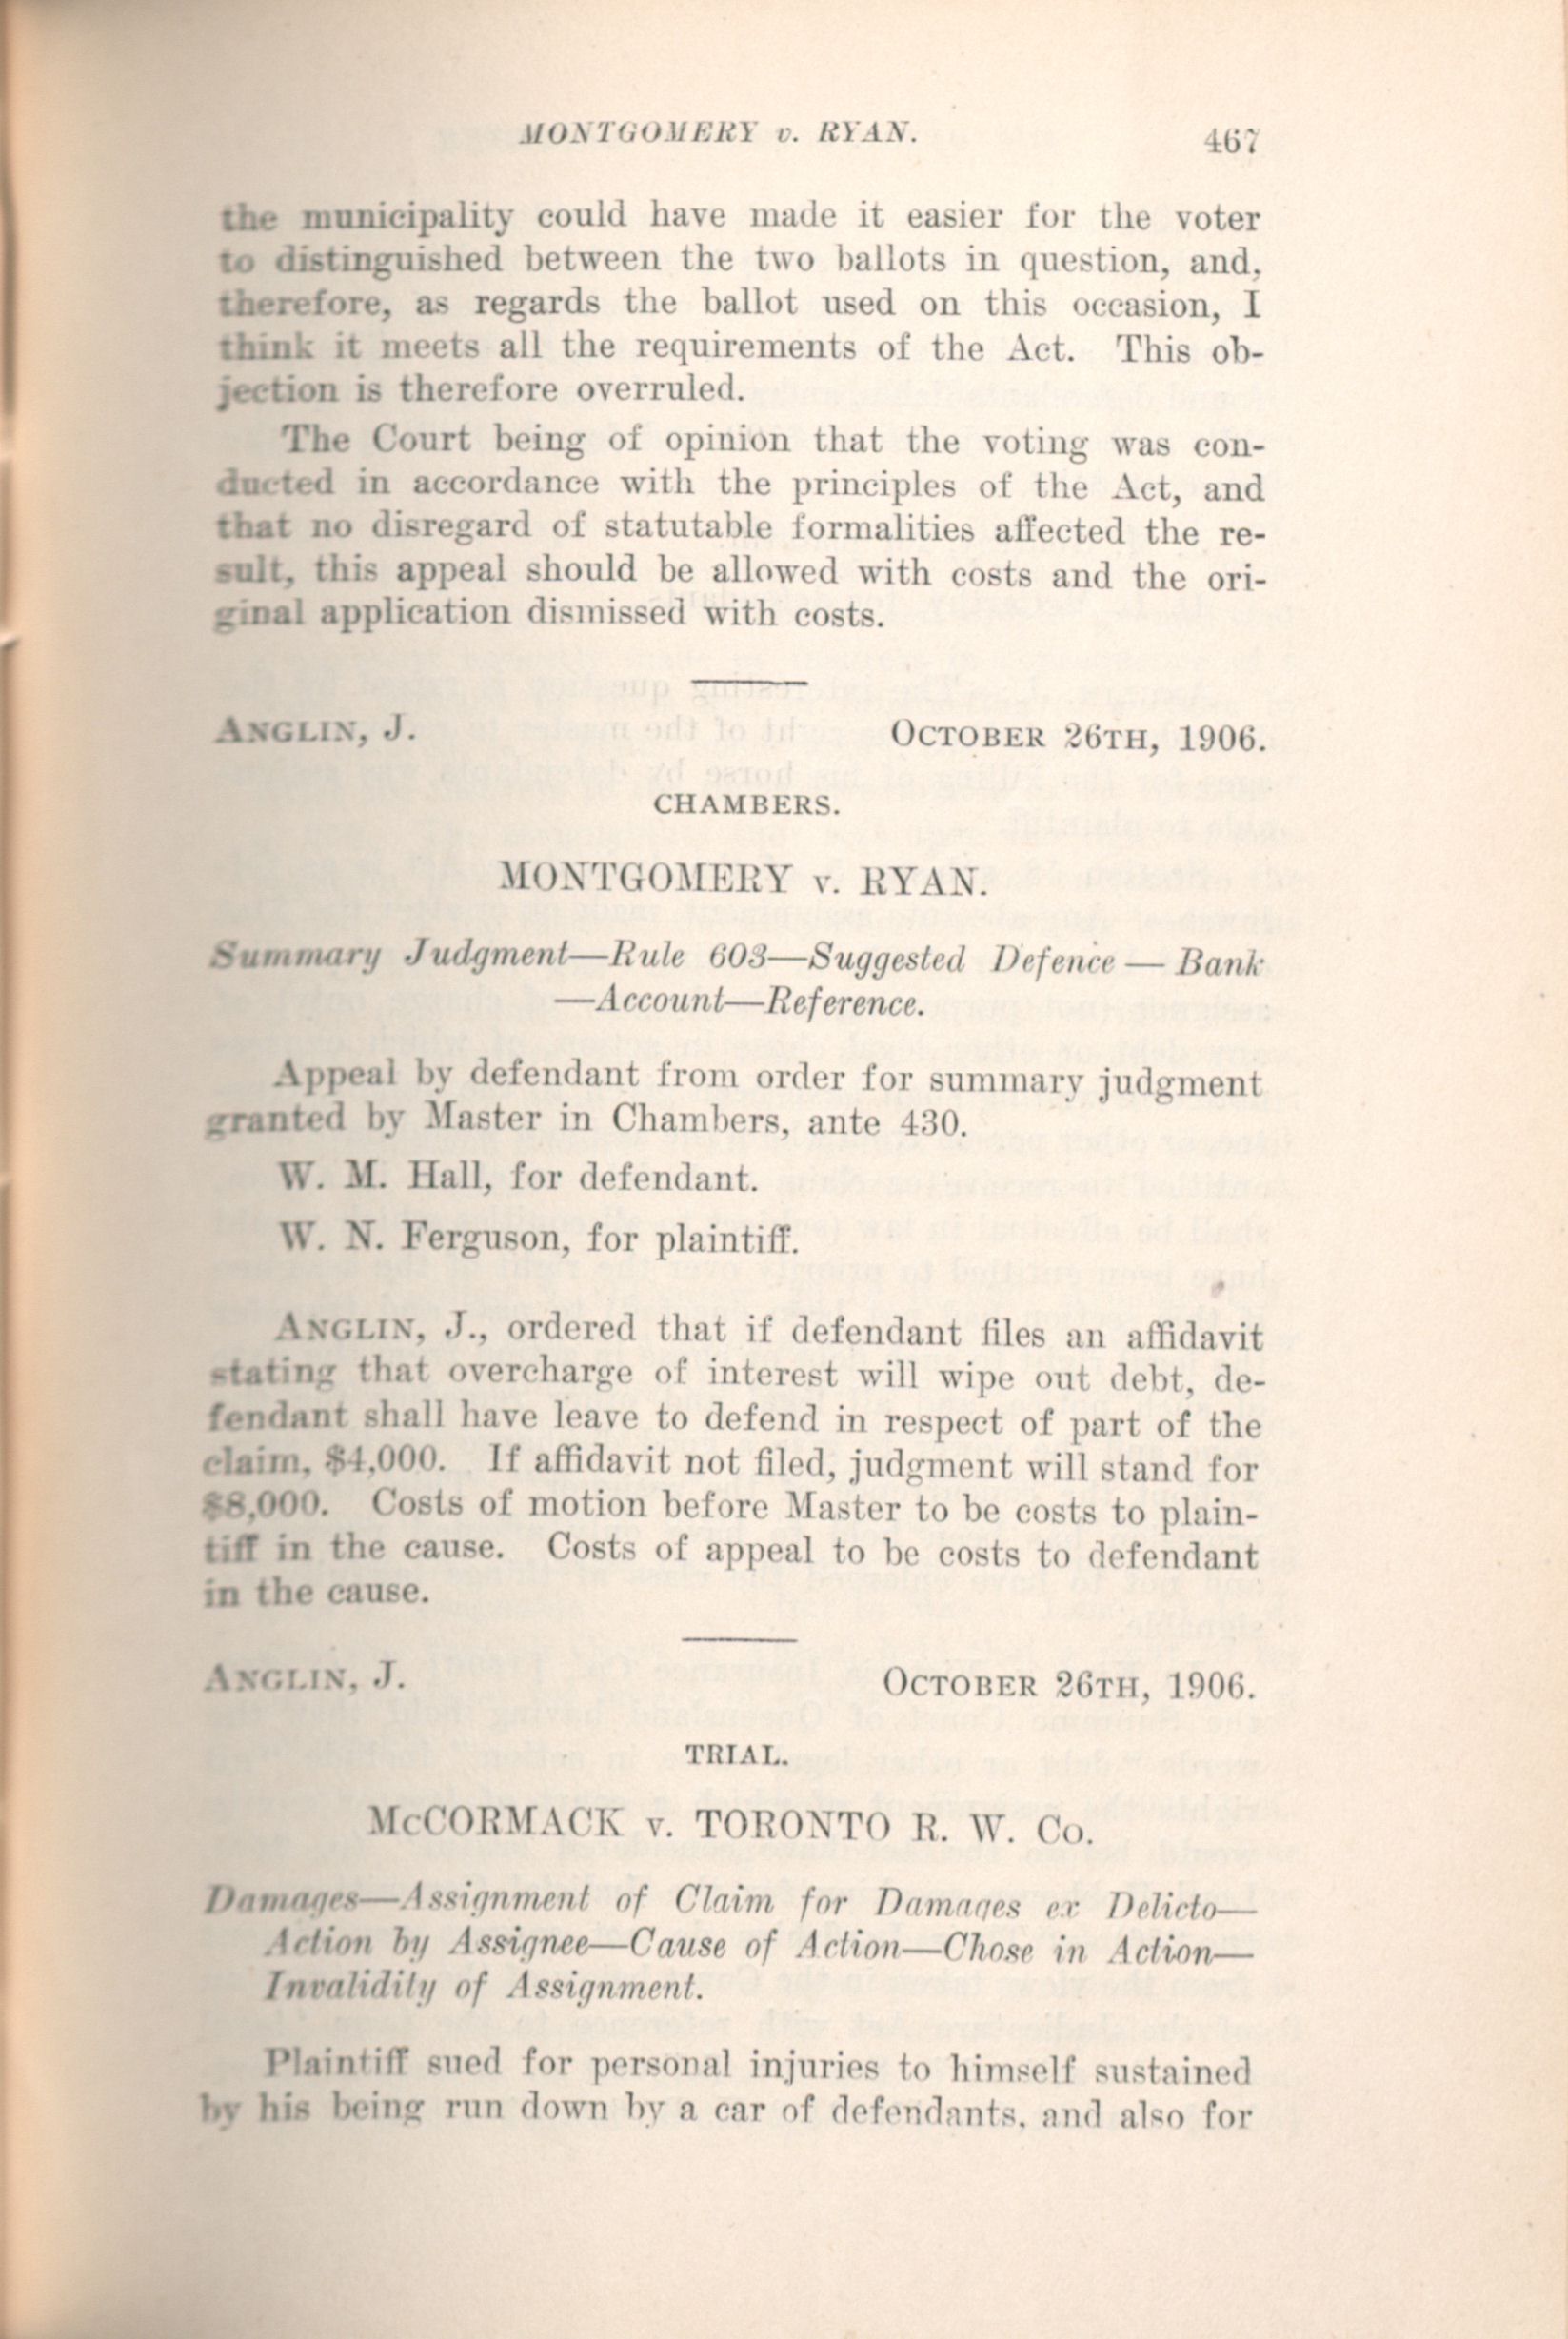 MONTGOMERY v. RYAN. 467
the municipality could have made it easier for the voter
to distinguished between the two ballots in question, and,
therefore, as regards the ballot used on this occasion, I
think it meets all the requirements of the Act. This ob-
jection is therefore overruled.
The Court being of opinion that the voting was con-
ducted in accordance with the principles of the Act, and
that no disregard of statutable formalities affected the re-
sult, this appeal should be allowed with costs and the ori-
ginal application dismissed with costs.
ANGLIN, J. OCTOBER 26TH, 1906.
CHAMBERS.
MONTGOMERY v. RYAN.
Summary Judgment—Rule 603—Suggested Defence — Bank
—Account—Reference.
Appeal by defendant from order for summary judgment
granted by Master in Chambers, ante 430.
W. M. Hall, for defendant.
W. N. Ferguson, for plaintiff.
ANGLIN, J., ordered that if defendant files an affidavit
stating that overcharge of interest will wipe out debt, de-
fendant shall have leave to defend in respect of part of the
claim, $4,000. If affidavit not filed, judgment will stand for
$8,000. Costs of motion before Master to be costs to plain-
tiff in the cause. Costs of appeal to be costs to defendant
in the cause.
ANGLIN, J. OCTOBER 26TH, 1906.
TRIAL.
McCORMACK v. TORONTO R. W. Co.
Damages—Assignment of Claim for Damages ex Delicto—
Action by Assignee—Cause of Action—Chose in Action—
Invalidity of Assignment.
Plaintiff sued for personal injuries to himself sustained
by his being run down by a car of defendants, and also for